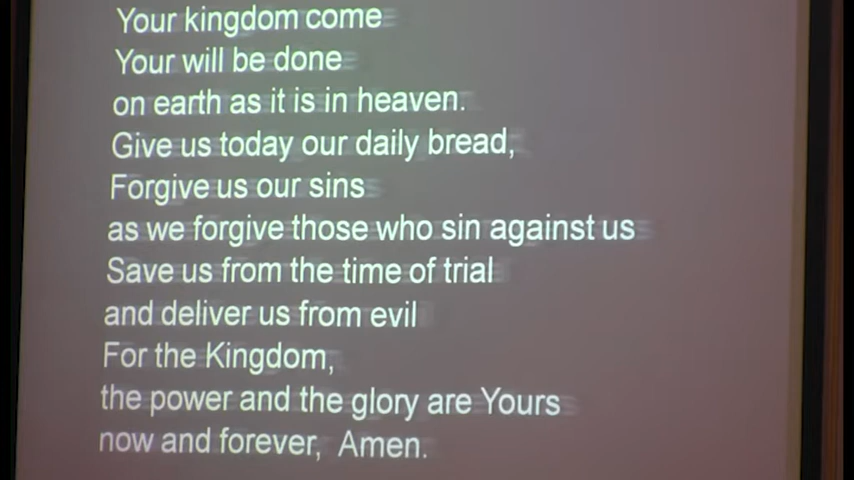 Your kingdom come
Your will be done
on earth as it is in heaven.
Give us today our daily bread,
Forgive us our sins
as we forgive those who sin against us
Save us from the time of trial
and deliver us from evil
For the Kingdom,
the power and the glory are Yours
now and forever, Amen.